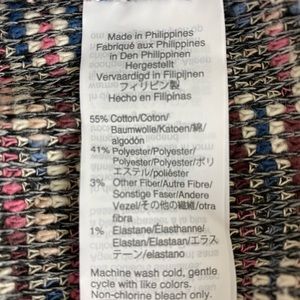 Made in Philippines
Fabriqué aux Philippines
In Den Philippinen
Hergestellt
Vervaardigd in Filipijnen
フィリピン製
Hecho en Filipinas
55% Cotton/Coton/
Baumwolle/Katoen/綿/
algodón
41% Polyester/Polyester/
Polyester/Polyester/ポリ
エステル/poliéster
3% Other Fiber/Autre Fibre/
Sonstige Faser/Andere
Vezel/その他の繊維/otra
fibra
1% Elastane/Élasthanne/
Elastan/Elastaan/エラス
テーン/elastano
Machine wash cold, gentle
cycle with like colors.
Non-chlorine bleach only.